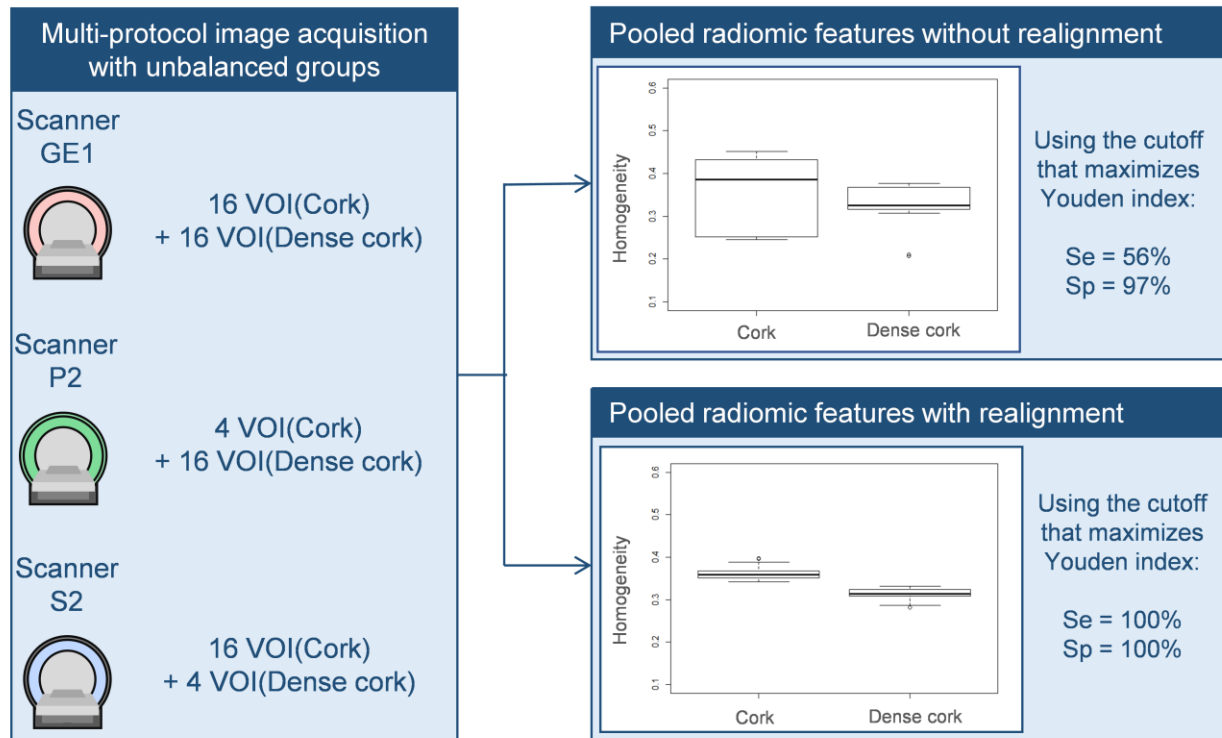 Multi-protocol image acquisition
with unbalanced groups
Scanner
GE1
16 VOI(Cork)
+ 16 VOI(Dense cork)
Scanner
P2
4 VOI(Cork)
+ 16 VOI(Dense cork)
Scanner
S2
16 VOI(Cork)
+ 4 VOI(Dense cork)
Pooled radiomic features without realignment
Homogeneity
0.6
0.5
0.4
0.3
0.2
0.1
Cork Dense cork
Using the cutoff
that maximizes
Youden index:
Se = 56%
Sp = 97%
Pooled radiomic features with realignment
Homogeneity
0.6
0.5
0.4
0.3
0.2
0.1
Cork Dense cork
Using the cutoff
that maximizes
Youden index:
Se = 100%
Sp = 100%